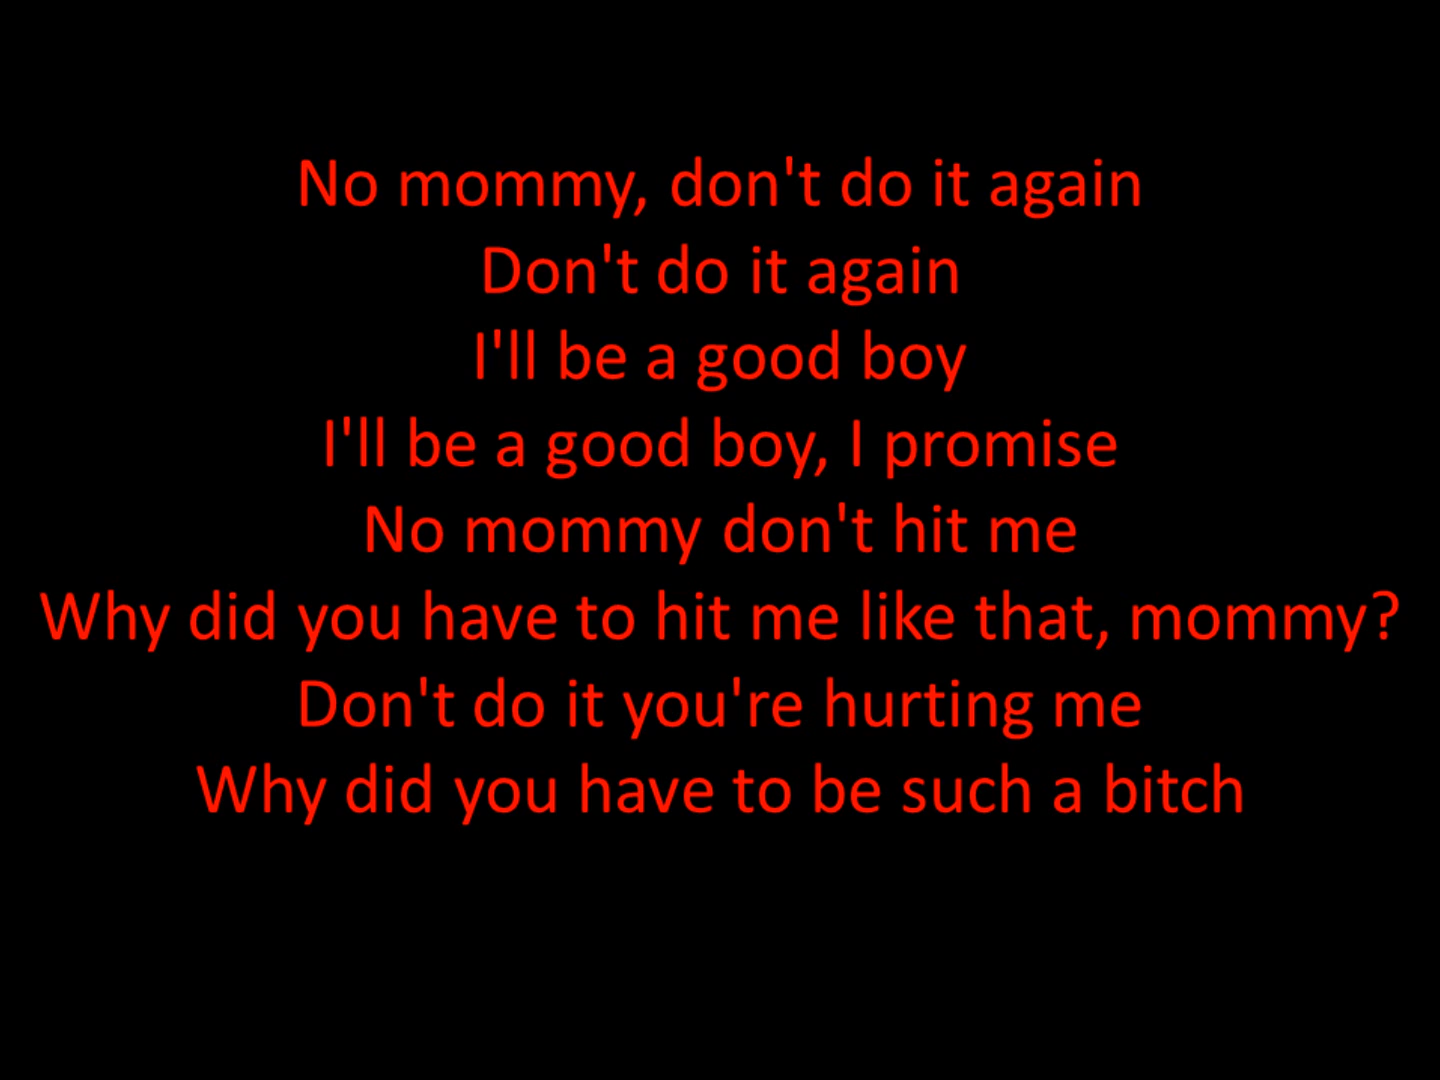 No mommy, don't do it again
Don't do it again
I'll be a good boy
I'll be a good boy, I promise
No mommy don't hit me
Why did you have to hit me like that, mommy?
Don't do it you're hurting me
Why did you have to be such a bitch